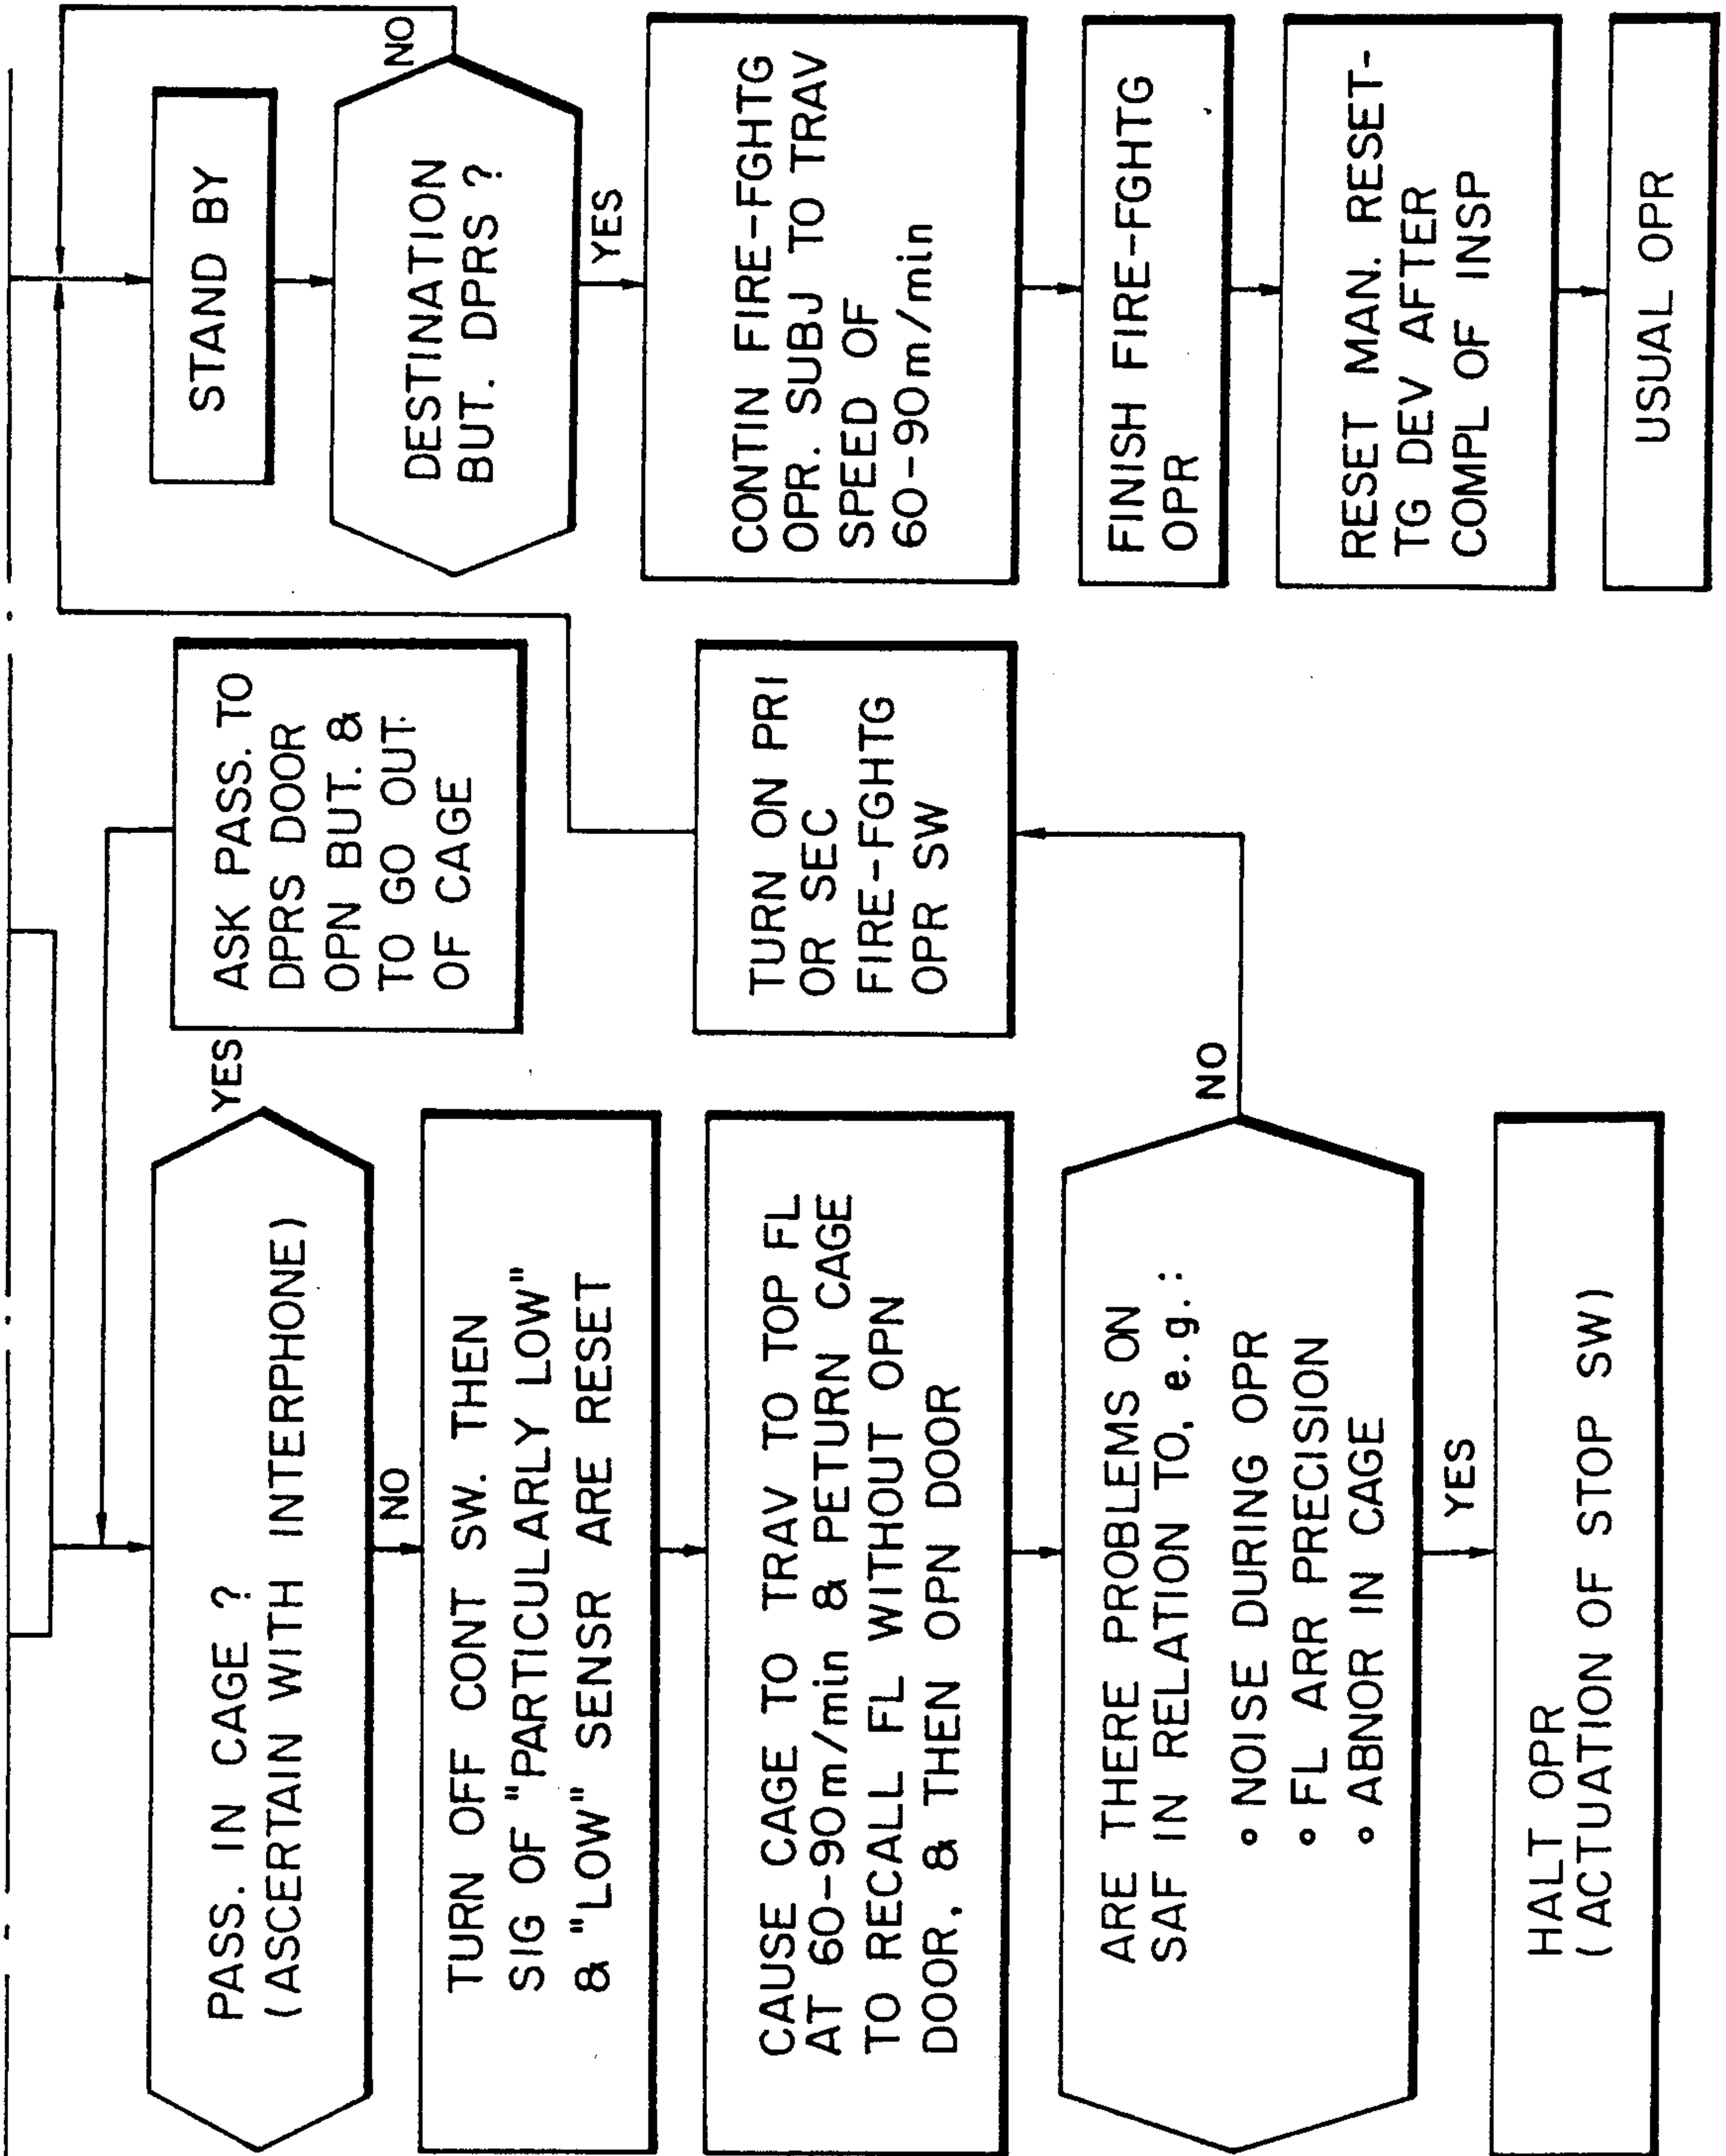 PASS. IN CAGE ?
(ASCERTAIN WITH INTERPHONE)
YES
ASK PASS. TO
DPRS DOOR
OPN BUT. &
TO GO OUT
OF CAGE
NO
TURN OFF CONT SW. THEN
SIG OF "PARTICULARLY LOW"
& "LOW" SENSR ARE RESET
CAUSE CAGE TO TRAV TO TOP FL
AT 60-90m/min & PETURN CAGE
TO RECALL FL WITHOUT OPN
DOOR, & THEN OPN DOOR
ARE THERE PROBLEMS ON
SAF IN RELATION TO, e.g.:
• NOISE DURING OPR
• FL ARR PRECISION
• ABNOR IN CAGE
NO
TURN ON PRI
OR SEC
FIRE-FGHTG
OPR SW
YES
HALT OPR
(ACTUATION OF STOP SW)
STAND BY
DESTINATION
BUT. DPRS ?
NO
YES
CONTIN FIRE-FGHTG
OPR. SUBJ TO TRAV
SPEED OF
60-90m/min
FINISH FIRE-FGHTG
OPR
RESET MAN. RESET-
TG DEV AFTER
COMPL OF INSP
USUAL OPR